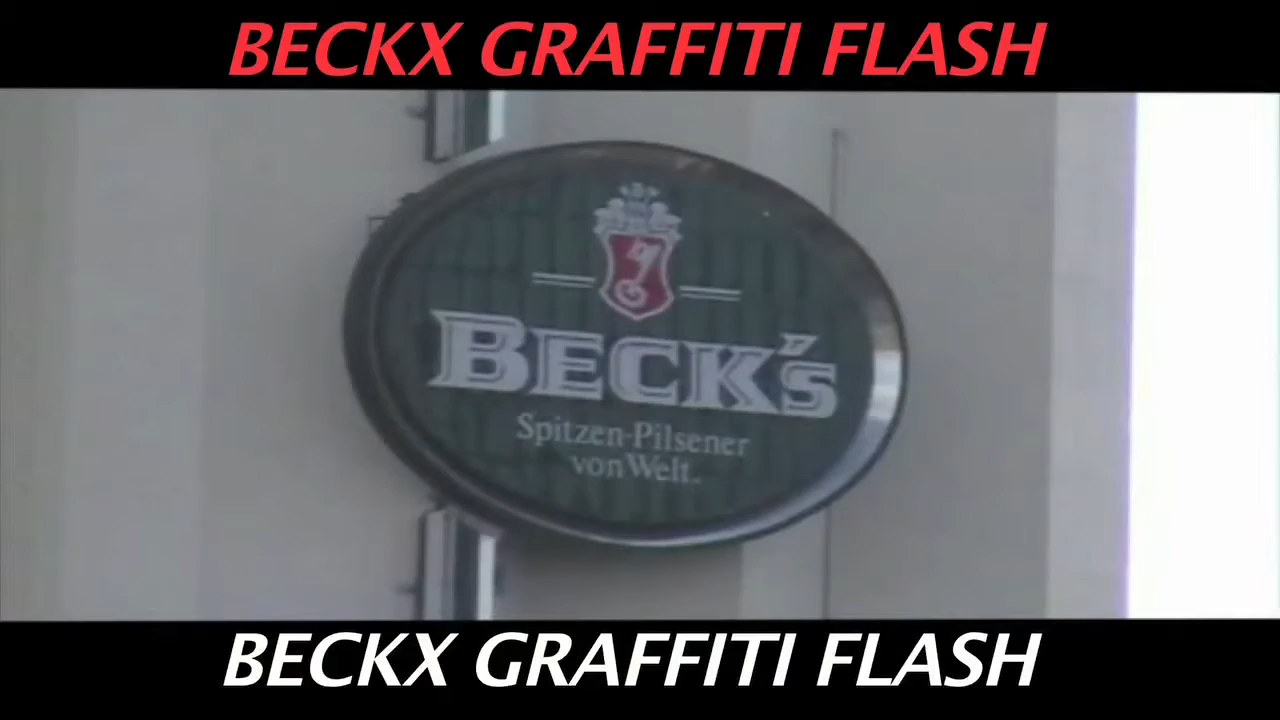 BECKX GRAFFITI FLASH
BECK'S
Spitzen-Pilsener
von Welt.
BECKX GRAFFITI FLASH